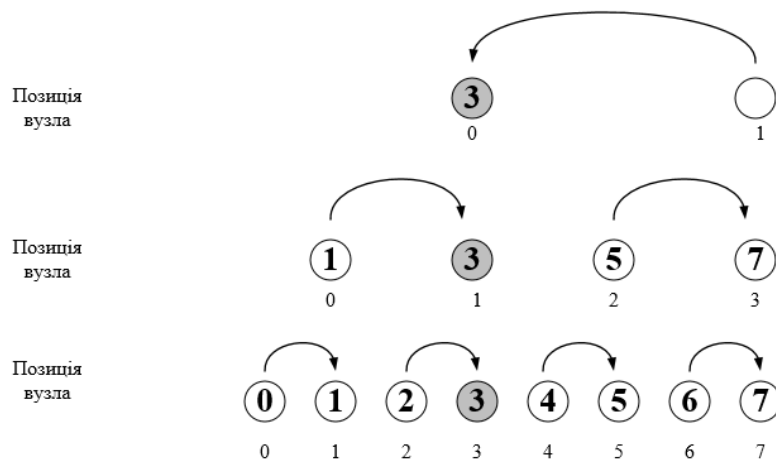 Позиція
вузла
3
0 1
Позиція
вузла
1 3 5 7
0 1 2 3
Позиція
вузла
0 1 2 3 4 5 6 7
0 1 2 3 4 5 6 7